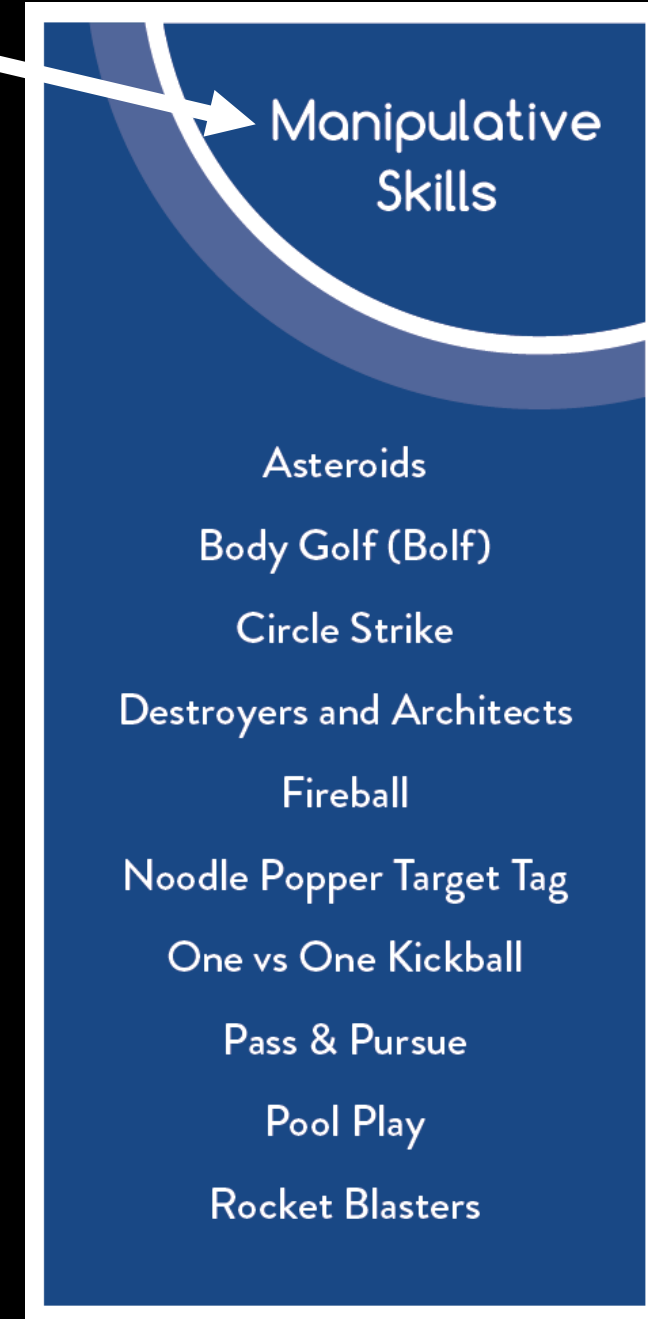 Manipulative
Skills
Asteroids
Body Golf (Bolf)
Circle Strike
Destroyers and Architects
Fireball
Noodle Popper Target Tag
One vs One Kickball
Pass & Pursue
Pool Play
Rocket Blasters